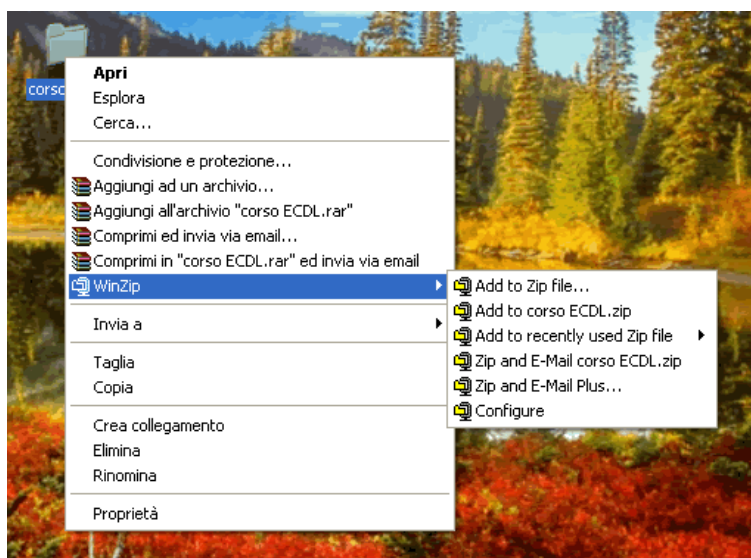 corso
Apri
Esplora
Cerca...
Condivisione e protezione...
Aggiungi ad un archivio...
Aggiungi all'archivio "corso ECDL.rar"
Comprimi ed invia via email...
Comprimi in "corso ECDL.rar" ed invia via email
WinZip
Invia a
Taglia
Copia
Crea collegamento
Elimina
Rinomina
Proprietà
Add to Zip file...
Add to corso ECDL.zip
Add to recently used Zip file
Zip and E-Mail corso ECDL.zip
Zip and E-Mail Plus...
Configure